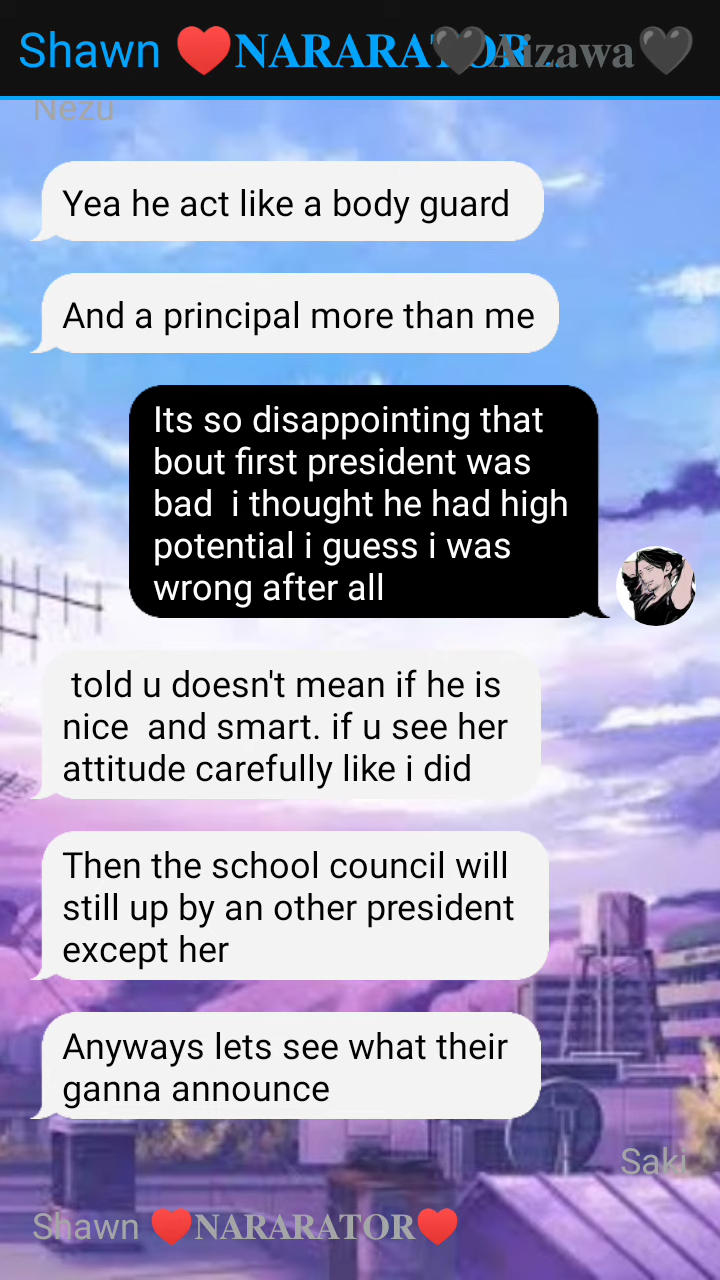 Shawn ❤️NARARATOR 🖤Aizawa🖤
Nezu
Yea he act like a body guard
And a principal more than me
Its so disappointing that
bout first president was
bad  i thought he had high
potential i guess i was
wrong after all
told u doesn't mean if he is
nice  and smart. if u see her
attitude carefully like i did
Then the school council will
still up by an other president
except her
Anyways lets see what their
ganna announce
Saki
Shawn ❤️NARARATOR❤️